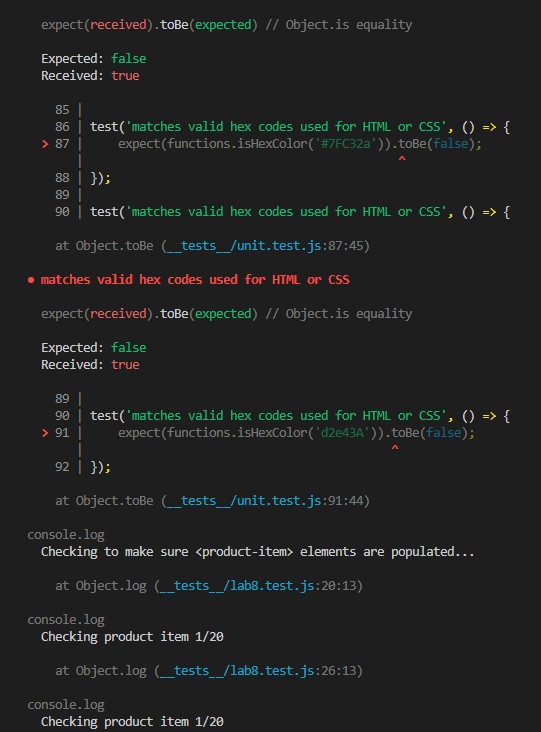 expect(received).toBe(expected) // Object.is equality
Expected: false
Received: true
85 |
86 | test('matches valid hex codes used for HTML or CSS', () => {
> 87 |     expect(functions.isHexColor('#7FC32a')).toBe(false);
|                                             ^
88 | });
89 |
90 | test('matches valid hex codes used for HTML or CSS', () => {
at Object.toBe (__tests__/unit.test.js:87:45)
● matches valid hex codes used for HTML or CSS
expect(received).toBe(expected) // Object.is equality
Expected: false
Received: true
89 |
90 | test('matches valid hex codes used for HTML or CSS', () => {
> 91 |     expect(functions.isHexColor('d2e43A')).toBe(false);
|                                            ^
92 | });
at Object.toBe (__tests__/unit.test.js:91:44)
console.log
Checking to make sure <product-item> elements are populated...
at Object.log (__tests__/lab8.test.js:20:13)
console.log
Checking product item 1/20
at Object.log (__tests__/lab8.test.js:26:13)
console.log
Checking product item 1/20